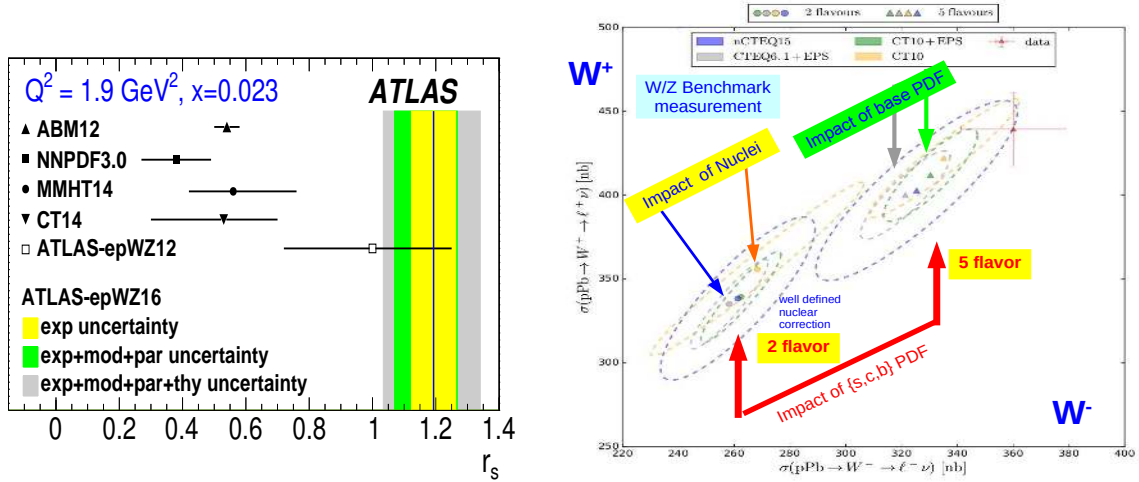 Q² = 1.9 GeV², x=0.023
ATLAS
ABM12
NNPDF3.0
MMHT14
CT14
ATLAS-epWZ12
ATLAS-epWZ16
exp uncertainty
exp+mod+par uncertainty
exp+mod+par+thy uncertainty
0 0.2 0.4 0.6 0.8 1 1.2 1.4
r_s
2 flavours 5 flavours
nCTEQ15 CT10+EPS data
CTEQ6.1+EPS CT10
W⁺
W/Z Benchmark
measurement
Impact of base PDF
Impact of Nuclei
5 flavor
well defined
nuclear
correction
2 flavor
Impact of {s,c,b} PDF
W⁻
500
450
400
350
300
250
σ(pPb→W⁺→ℓ⁺ν) [nb]
220 240 260 280 300 320 340 360 380 400
σ(pPb→W⁻→ℓ⁻ν) [nb]